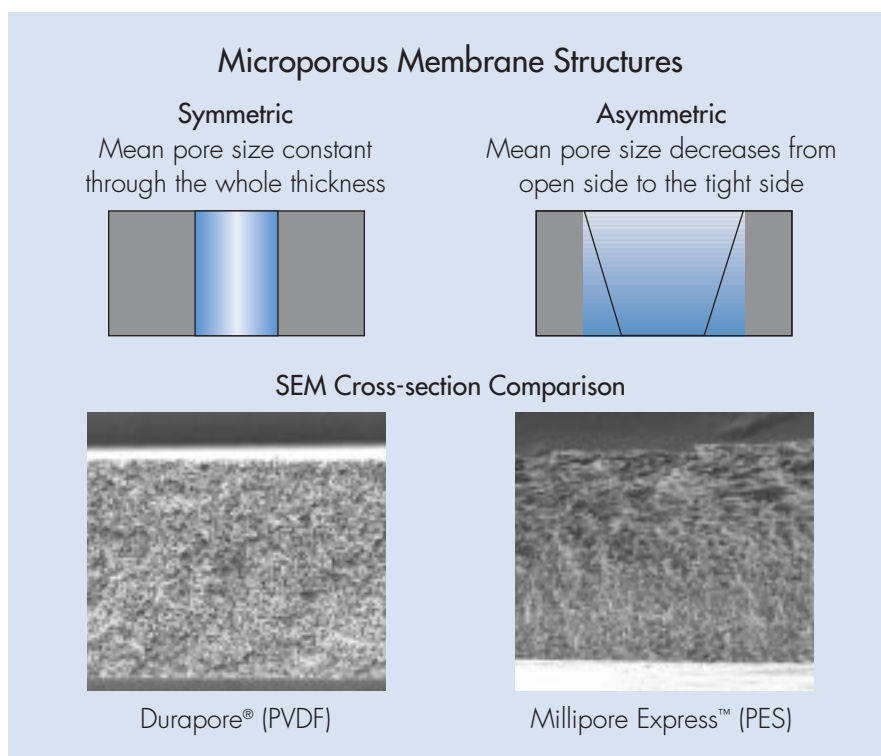 Microporous Membrane Structures
Symmetric
Mean pore size constant
through the whole thickness
Asymmetric
Mean pore size decreases from
open side to the tight side
SEM Cross-section Comparison
Durapore® (PVDF)
Millipore Express™ (PES)